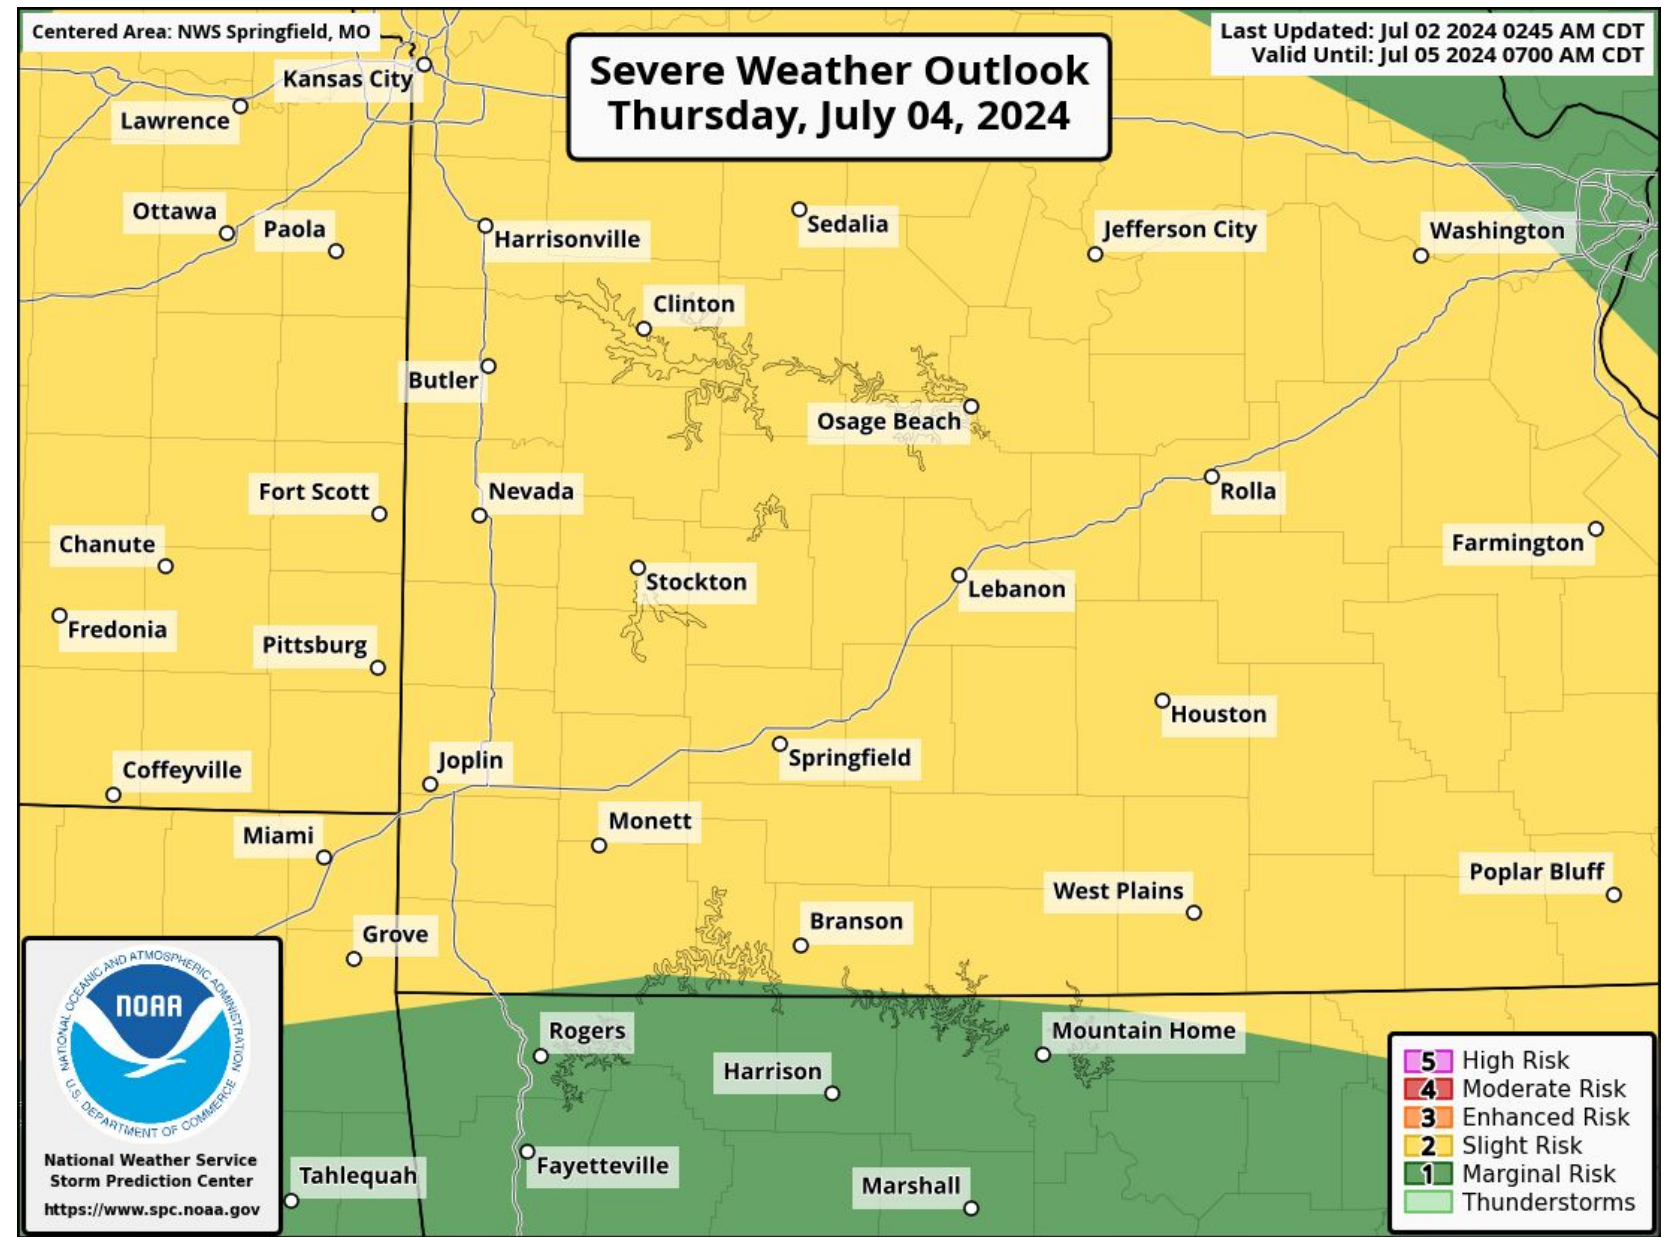 Centered Area: NWS Springfield, MO
Last Updated: Jul 02 2024 0245 AM CDT
Valid Until: Jul 05 2024 0700 AM CDT
Severe Weather Outlook
Thursday, July 04, 2024
Kansas City
Lawrence
Ottawa
Paola
Harrisonville
Sedalia
Jefferson City
Washington
Clinton
Butler
Osage Beach
Fort Scott
Nevada
Rolla
Chanute
Farmington
Stockton
Lebanon
Fredonia
Pittsburg
Houston
Springfield
Joplin
Coffeyville
Miami
Monett
Poplar Bluff
West Plains
Branson
Grove
Rogers
Mountain Home
Harrison
Fayetteville
Tahlequah
Marshall
NATIONAL OCEANIC AND ATMOSPHERIC ADMINISTRATION
NOAA
U.S. DEPARTMENT OF COMMERCE
National Weather Service
Storm Prediction Center
https://www.spc.noaa.gov
5 High Risk
4 Moderate Risk
3 Enhanced Risk
2 Slight Risk
1 Marginal Risk
Thunderstorms